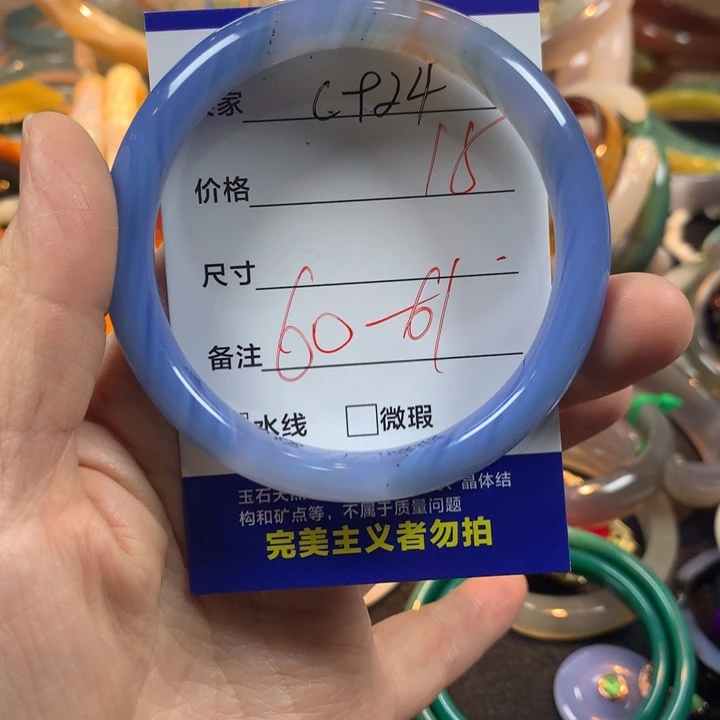 家 CP24
价格 18
尺寸
备注 60-61
水线 □微瑕
玉石天然 晶体结
构和矿点等，不属于质量问题
完美主义者勿拍